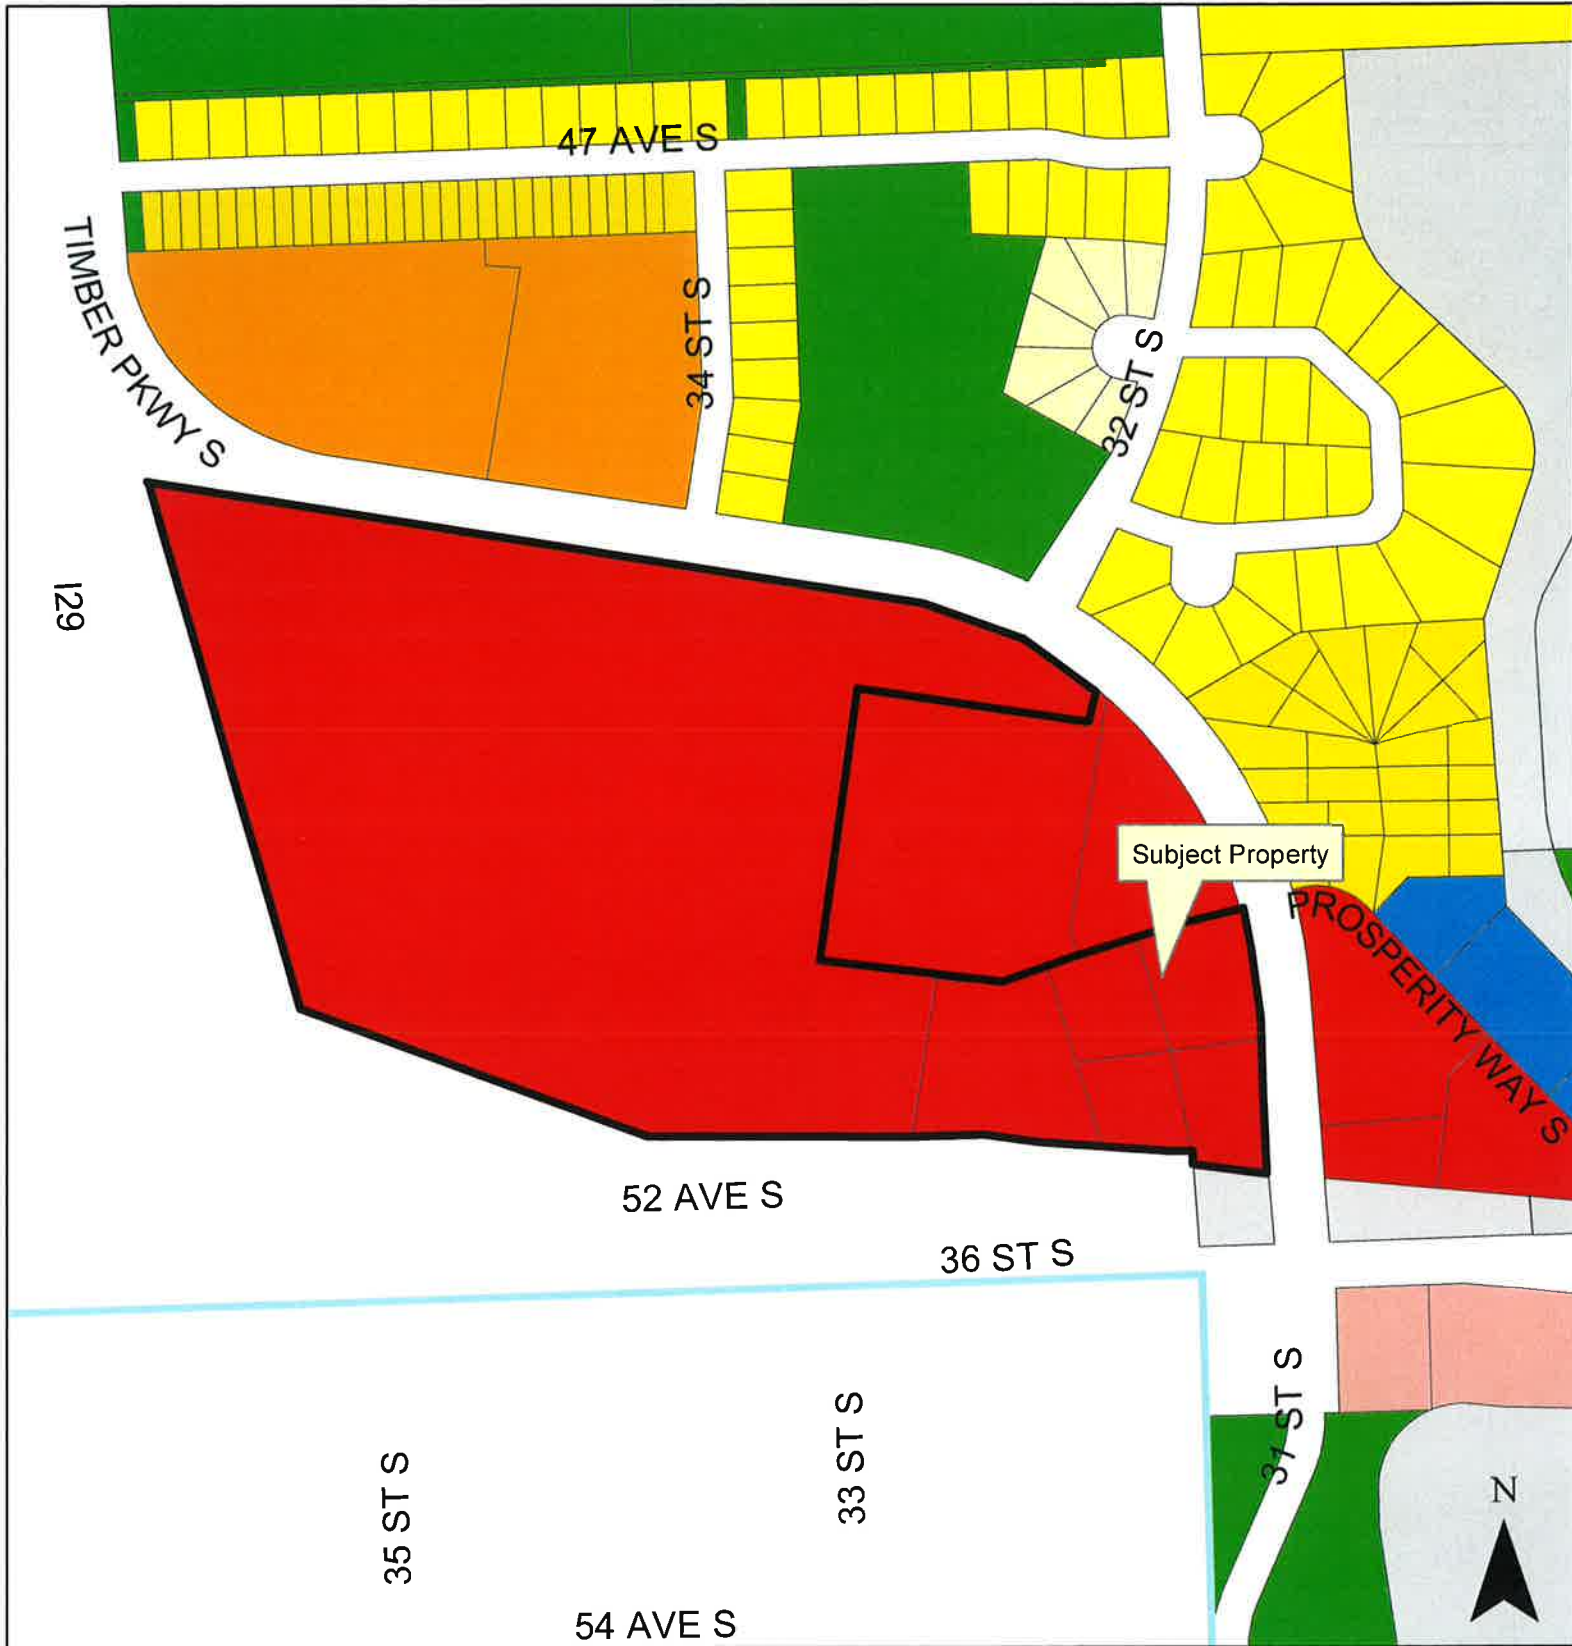 47 AVE S
TIMBER PKWY S
34 ST S
32 ST S
I29
Subject Property
PROSPERITY WAY S
52 AVE S
36 ST S
31 ST S
33 ST S
35 ST S
N
54 AVE S